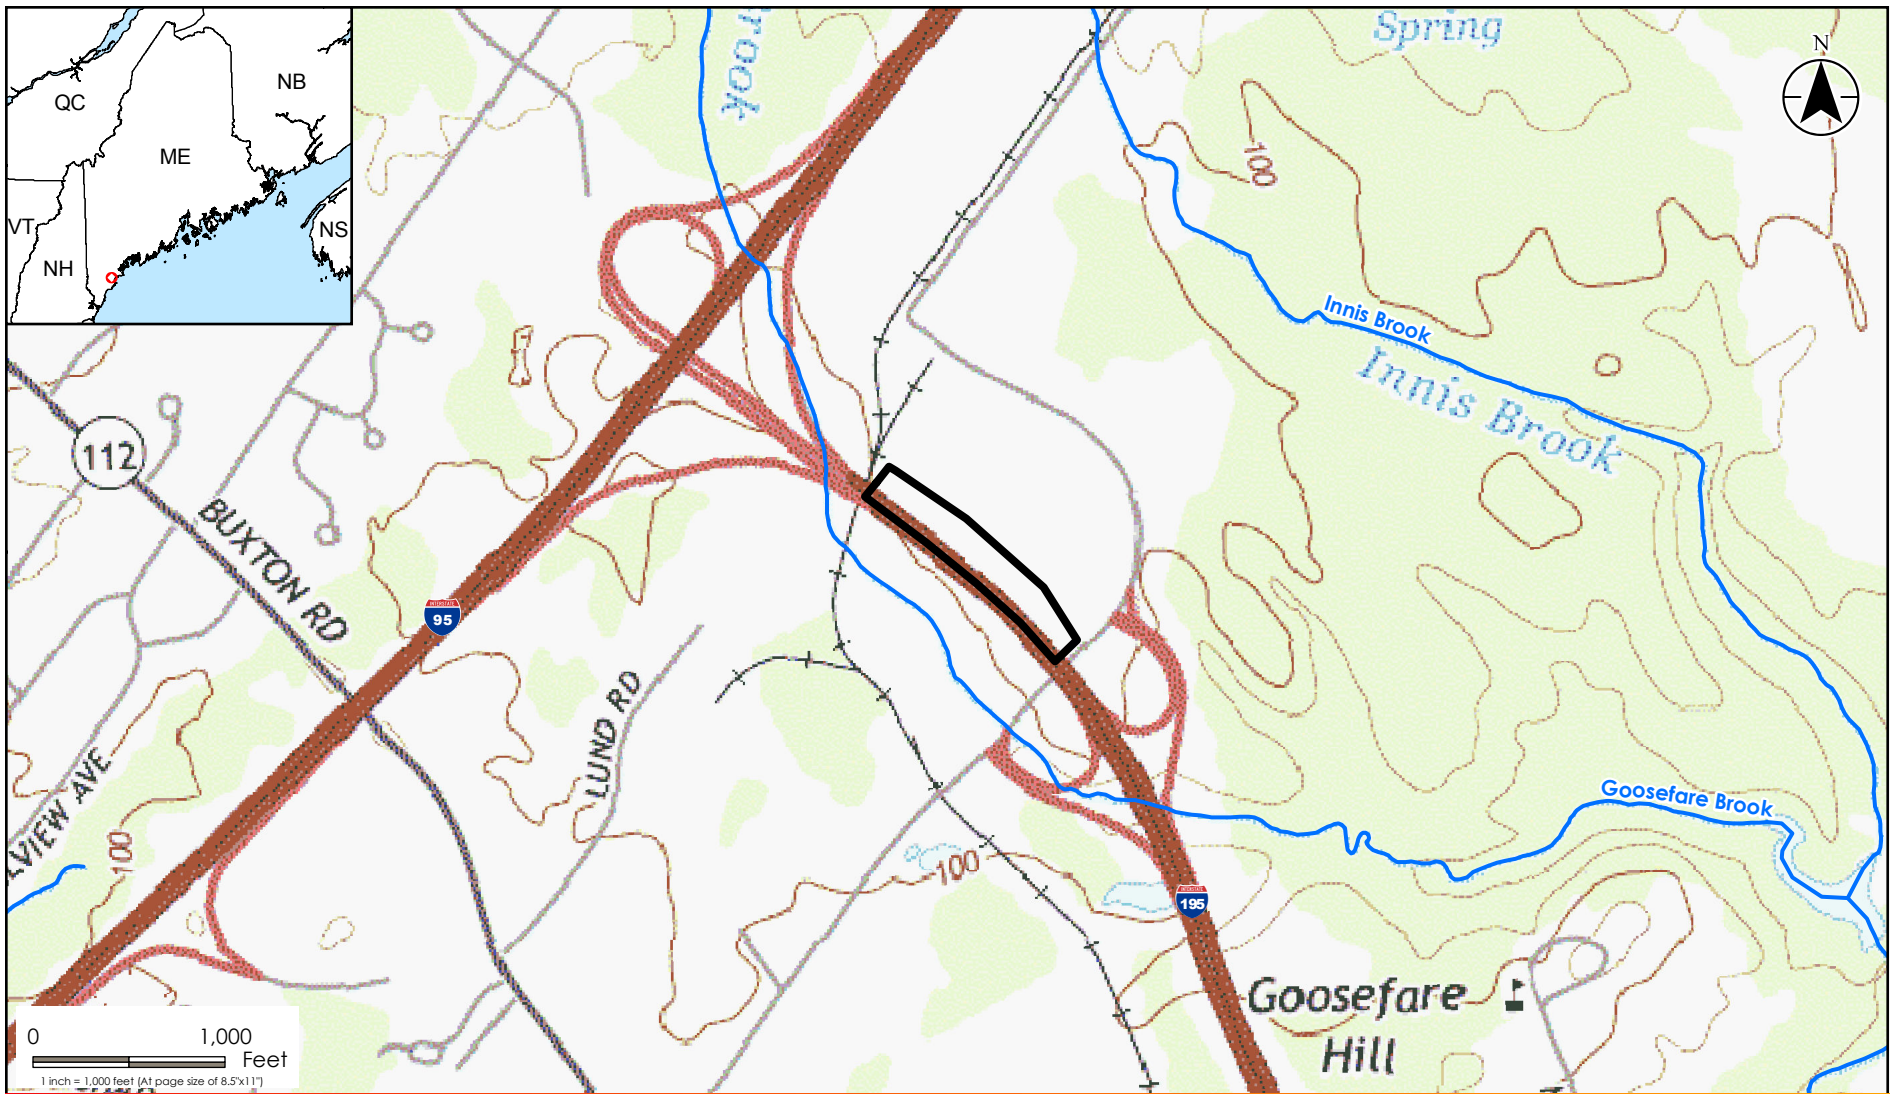 QC
NB
ME
VT
NH
NS
rook
Spring
N
100
Innis Brook
Innis Brook
112
BUXTON RD
INTERSTATE
95
LUND RD
Goosefare Brook
100
100
INTERSTATE
195
Goosefare
Hill
0
1,000
Feet
1 inch = 1,000 feet (At page size of 8.5"x11")